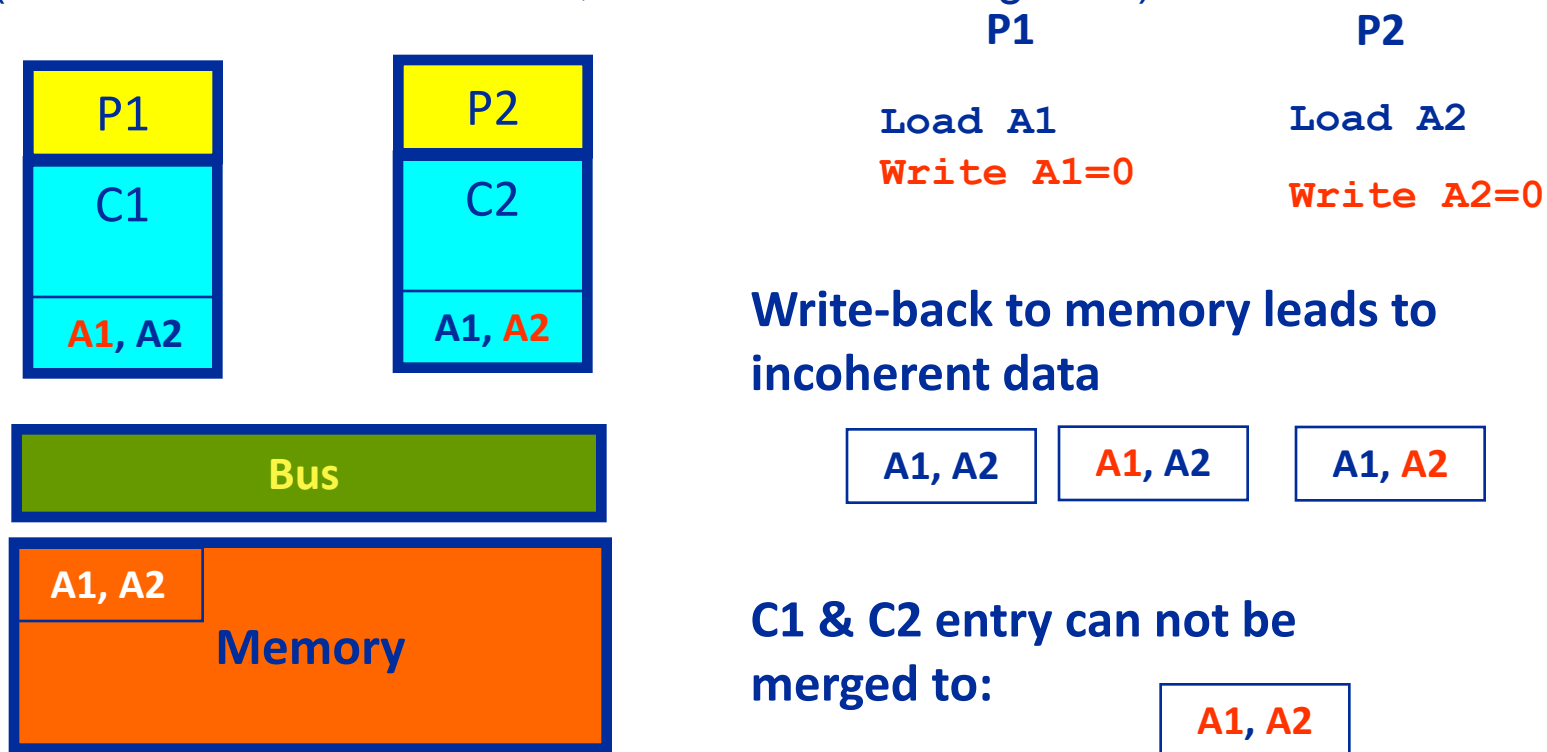 P1
P2
P1
C1
A1, A2
P2
C2
A1, A2
Load A1
Write A1=0
Load A2
Write A2=0
Write-back to memory leads to
incoherent data
A1, A2
A1, A2
A1, A2
Bus
A1, A2
Memory
C1 & C2 entry can not be
merged to:
A1, A2